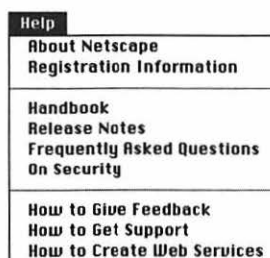 Help
About Netscape
Registration Information
Handbook
Release Notes
Frequently Asked Questions
On Security
How to Give Feedback
How to Get Support
How to Create Web Services